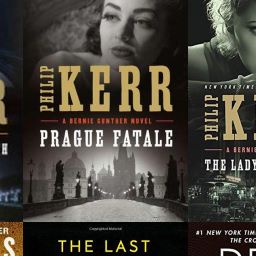 PHILIP
KERR
A BERNIE GUNTHER NOVEL
PRAGUE FATALE
THE LAST
NEW YORK TIMES
PHILIP
A BERNIE
THE LADY
#1 NEW YORK TIMES
THE CRO